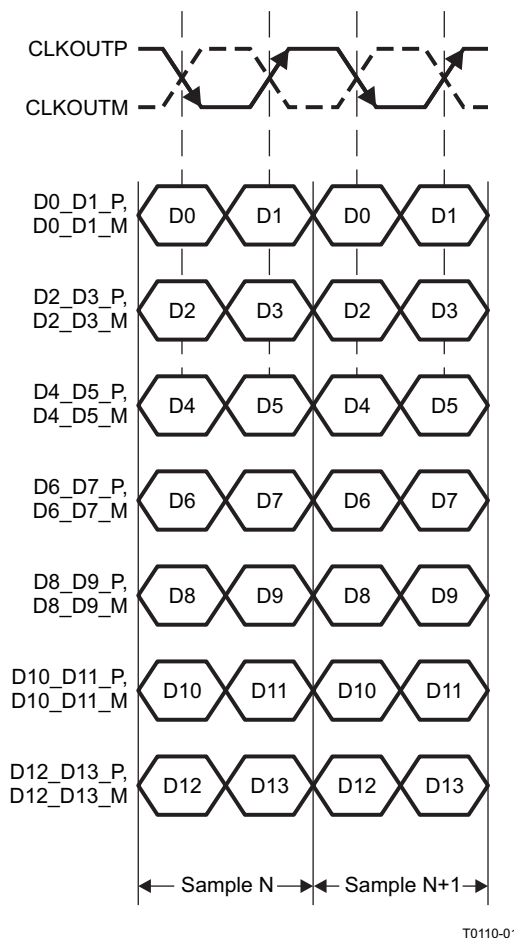 CLKOUTP
CLKOUTM
D0_D1_P,
D0_D1_M
D0 D1 D0 D1
D2_D3_P,
D2_D3_M
D2 D3 D2 D3
D4_D5_P,
D4_D5_M
D4 D5 D4 D5
D6_D7_P,
D6_D7_M
D6 D7 D6 D7
D8_D9_P,
D8_D9_M
D8 D9 D8 D9
D10_D11_P,
D10_D11_M
D10 D11 D10 D11
D12_D13_P,
D12_D13_M
D12 D13 D12 D13
Sample N Sample N+1
T0110-01